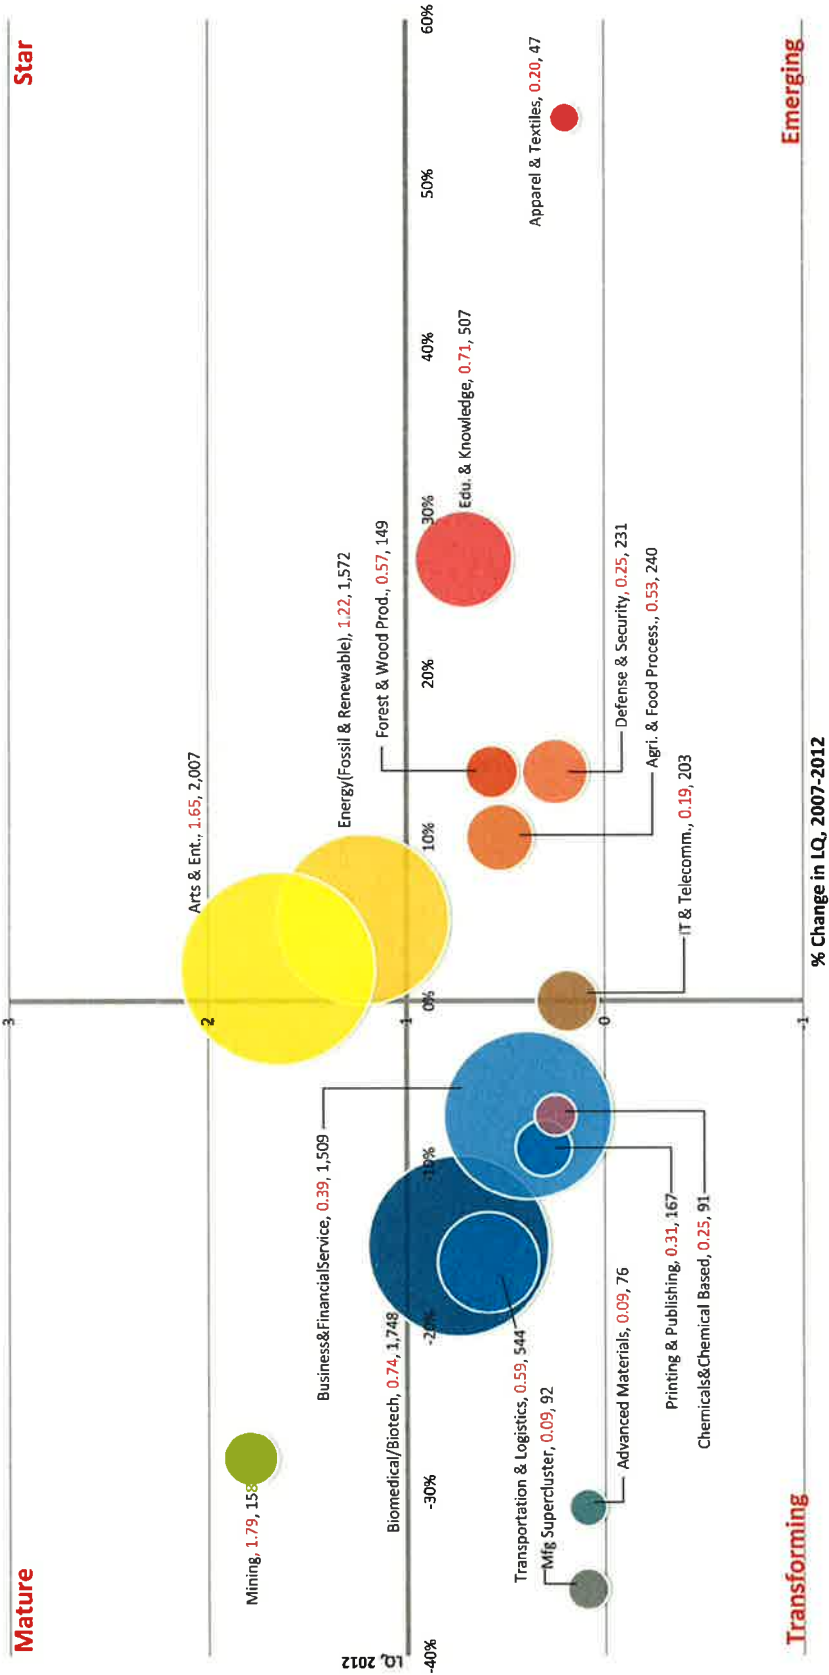 Mature
Star
3
Arts & Ent., 1.65, 2,007
2
Mining, 1.79, 158
Business&FinancialService, 0.39, 1,509
Energy(Fossil & Renewable), 1.22, 1,572
Forest & Wood Prod., 0.57, 149
Biomedical/Biotech, 0.74, 1,748
LQ, 2012
1
-40%
-30%
-20%
-10%
0%
10%
20%
30%
40%
50%
60%
Edu. & Knowledge, 0.71, 507
Apparel & Textiles, 0.20, 47
Transportation & Logistics, 0.59, 544
Mfg Supercluster, 0.09, 92
0
Defense & Security, 0.25, 231
Advanced Materials, 0.09, 76
Agri. & Food Process., 0.53, 240
Printing & Publishing, 0.31, 167
IT & Telecomm., 0.19, 203
Chemicals&Chemical Based, 0.25, 91
-1
Transforming
Emerging
% Change in LQ, 2007-2012